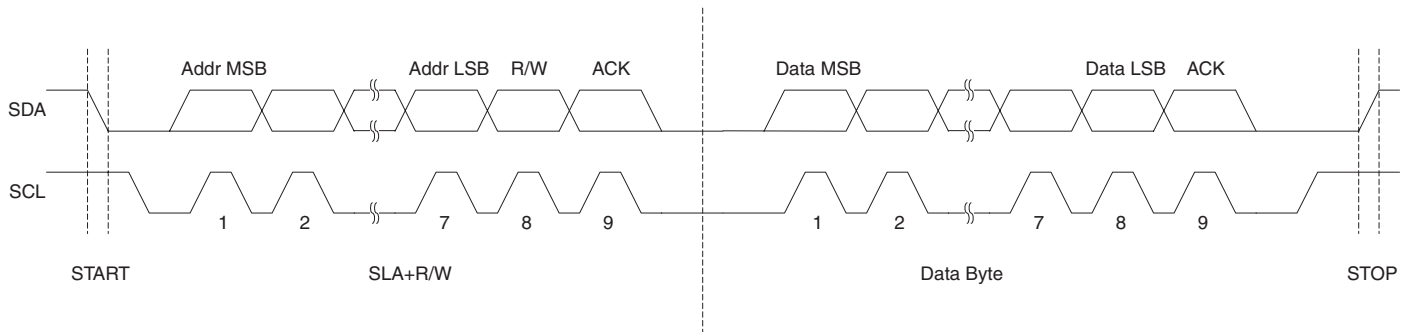 Addr MSB Addr LSB R/W ACK Data MSB Data LSB ACK
SDA
SCL
1 2 7 8 9 1 2 7 8 9
START SLA+R/W Data Byte STOP